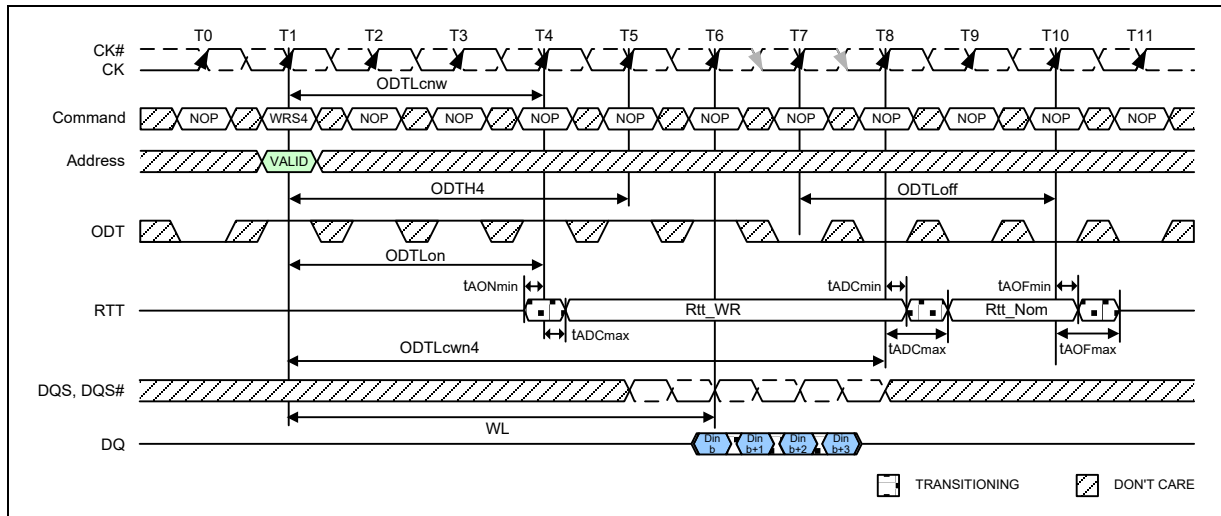 T0 T1 T2 T3 T4 T5 T6 T7 T8 T9 T10 T11
CK#
CK
ODTLcnw
Command NOP WRS4 NOP NOP NOP NOP NOP NOP NOP NOP NOP NOP
Address VALID
ODTH4 ODTLoff
ODT
ODTLon
tAONmin tADCmin tAOFmin
RTT Rtt_WR Rtt_Nom
tADCmax tADCmax tAOFmax
ODTLcwn4
DQS, DQS#
WL
DQ Din b Din b+1 Din b+2 Din b+3
TRANSITIONING DON'T CARE